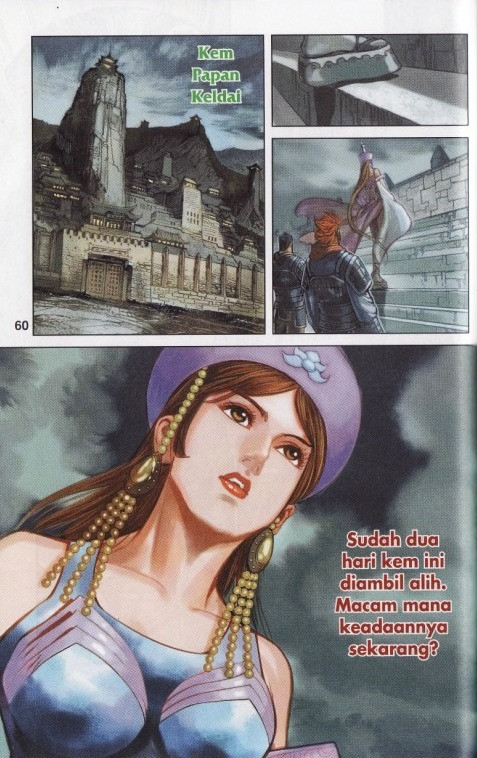 Kem
Papan
Keldai
60
Sudah dua
hari kem ini
diambil alih.
Macam mana
keadaannya
sekarang?